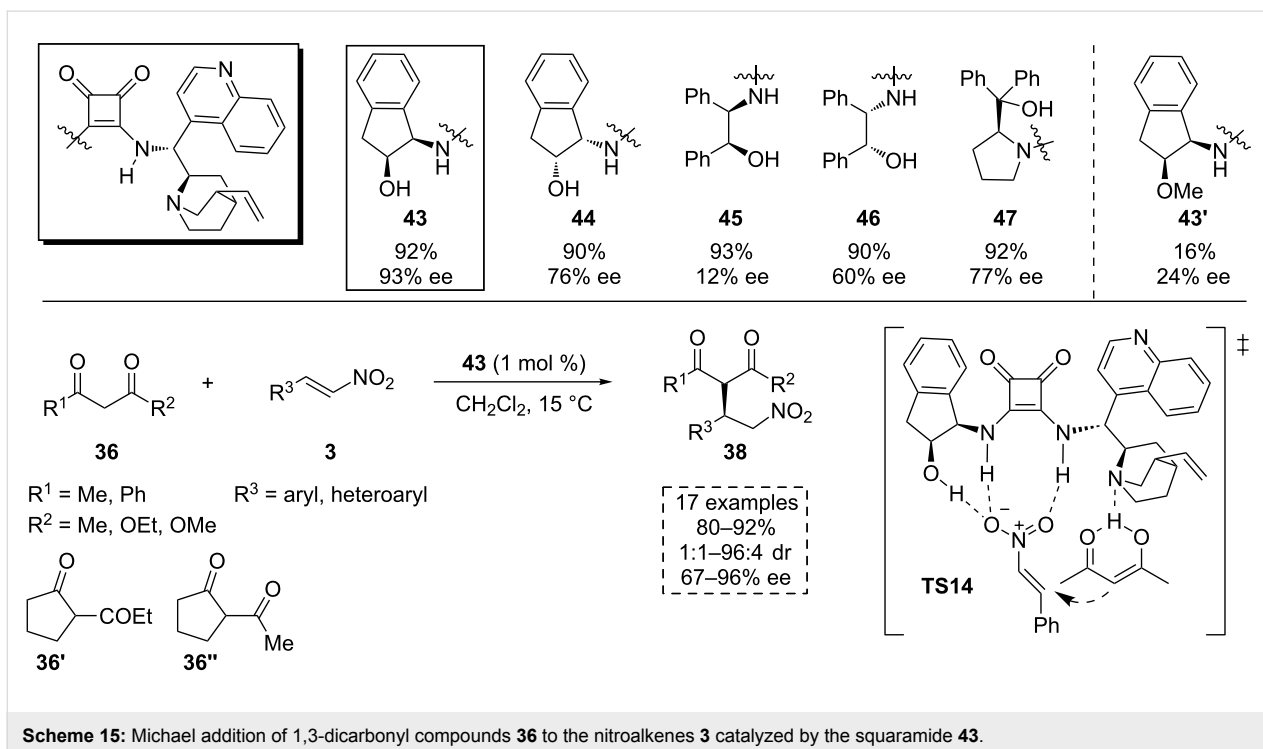 O O N
N
H
N
N
H
OH
43
92%
93% ee
N
H
OH
44
90%
76% ee
Ph NH
Ph OH
45
93%
12% ee
Ph NH
Ph OH
46
90%
60% ee
Ph Ph
OH
N
47
92%
77% ee
N
H
OMe
43'
16%
24% ee
O O
R1 R2
36
+
R3 NO2
3
43 (1 mol %)
CH2Cl2, 15 °C
O O
R1 R2
NO2
R3
38
R1 = Me, Ph
R2 = Me, OEt, OMe
R3 = aryl, heteroaryl
17 examples
80–92%
1:1–96:4 dr
67–96% ee
O
COEt
36'
O O
Me
36"
‡
O O N
N N
H H
O H
N
H
O − + O
N
O O
TS14
Ph
Scheme 15: Michael addition of 1,3-dicarbonyl compounds 36 to the nitroalkenes 3 catalyzed by the squaramide 43.